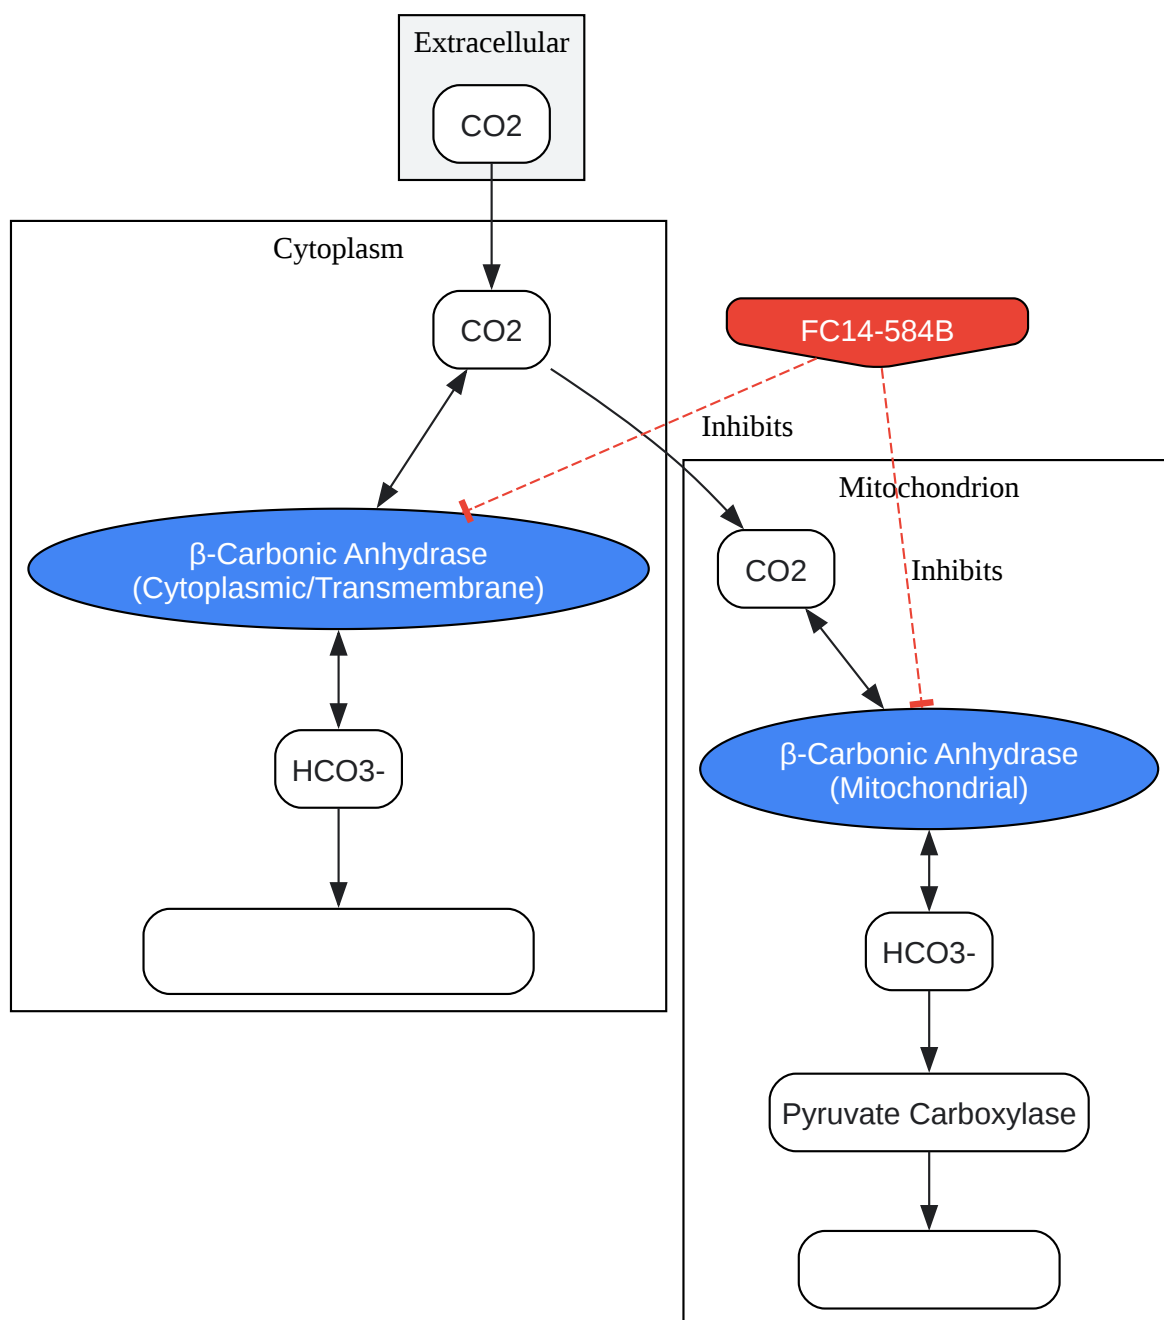 Extracellular
CO2
Cytoplasm
CO2
FC14-584B
Inhibits
Mitochondrion
β-Carbonic Anhydrase
(Cytoplasmic/Transmembrane)
CO2
Inhibits
HCO3-
β-Carbonic Anhydrase
(Mitochondrial)
HCO3-
Pyruvate Carboxylase